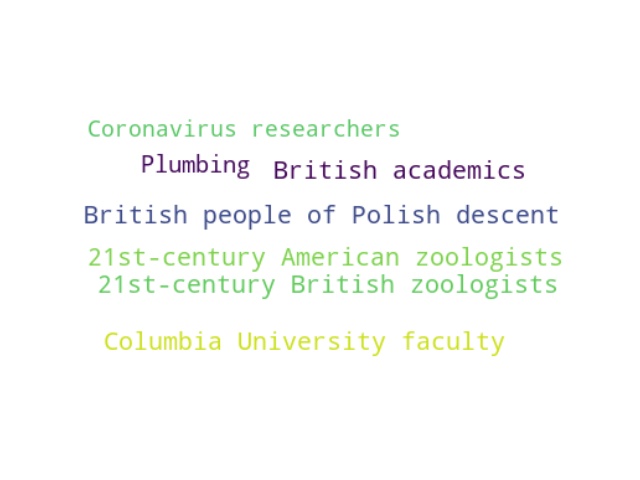 Coronavirus researchers
Plumbing British academics
British people of Polish descent
21st-century American zoologists
21st-century British zoologists
Columbia University faculty